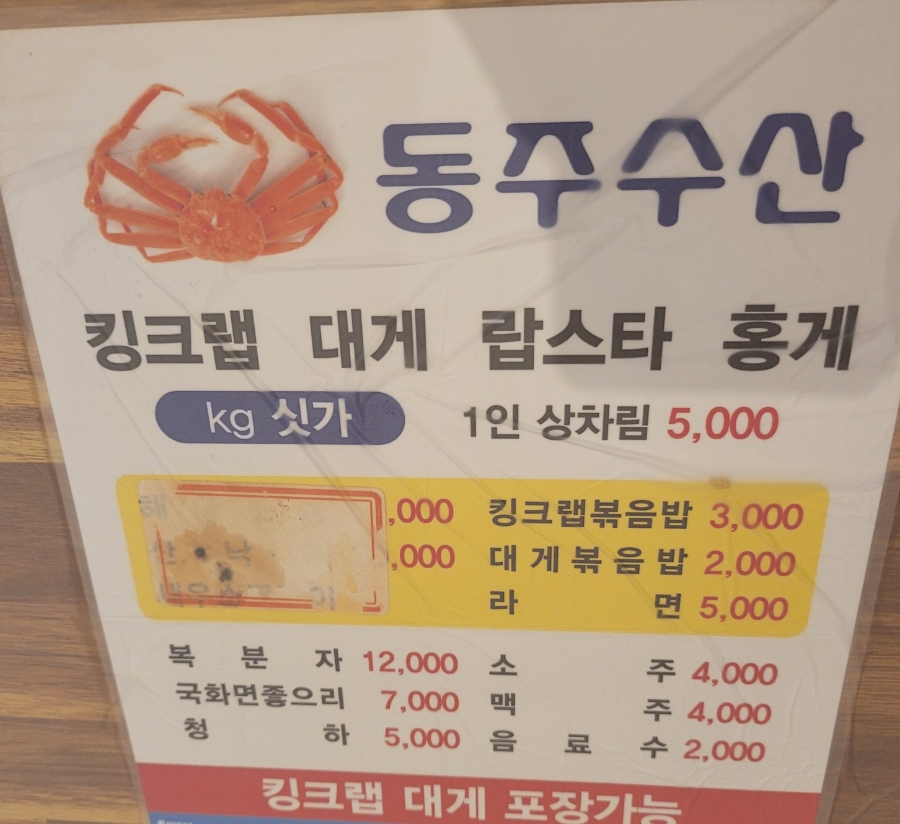 동주수산
킹크랩 대게 랍스타 홍게
kg 싯가 1인 상차림 5,000
,000 킹크랩볶음밥 3,000
,000 대게볶음밥 2,000
라면 5,000
복분자 12,000 소주 4,000
국화면좋으리 7,000 맥주 4,000
청하 5,000 음료수 2,000
킹크랩 대게 포장가능